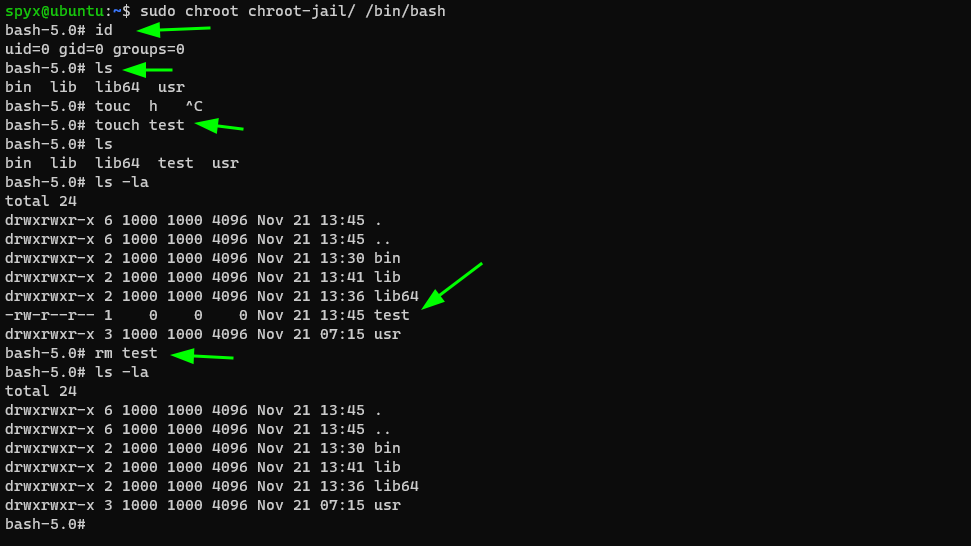 spyx@ubuntu:~$ sudo chroot chroot-jail/ /bin/bash
bash-5.0# id
uid=0 gid=0 groups=0
bash-5.0# ls
bin  lib  lib64  usr
bash-5.0# touc  h   ^C
bash-5.0# touch test
bash-5.0# ls
bin  lib  lib64  test  usr
bash-5.0# ls -la
total 24
drwxrwxr-x 6 1000 1000 4096 Nov 21 13:45 .
drwxrwxr-x 6 1000 1000 4096 Nov 21 13:45 ..
drwxrwxr-x 2 1000 1000 4096 Nov 21 13:30 bin
drwxrwxr-x 2 1000 1000 4096 Nov 21 13:41 lib
drwxrwxr-x 2 1000 1000 4096 Nov 21 13:36 lib64
-rw-r--r-- 1    0    0    0 Nov 21 13:45 test
drwxrwxr-x 3 1000 1000 4096 Nov 21 07:15 usr
bash-5.0# rm test
bash-5.0# ls -la
total 24
drwxrwxr-x 6 1000 1000 4096 Nov 21 13:45 .
drwxrwxr-x 6 1000 1000 4096 Nov 21 13:45 ..
drwxrwxr-x 2 1000 1000 4096 Nov 21 13:30 bin
drwxrwxr-x 2 1000 1000 4096 Nov 21 13:41 lib
drwxrwxr-x 2 1000 1000 4096 Nov 21 13:36 lib64
drwxrwxr-x 3 1000 1000 4096 Nov 21 07:15 usr
bash-5.0#